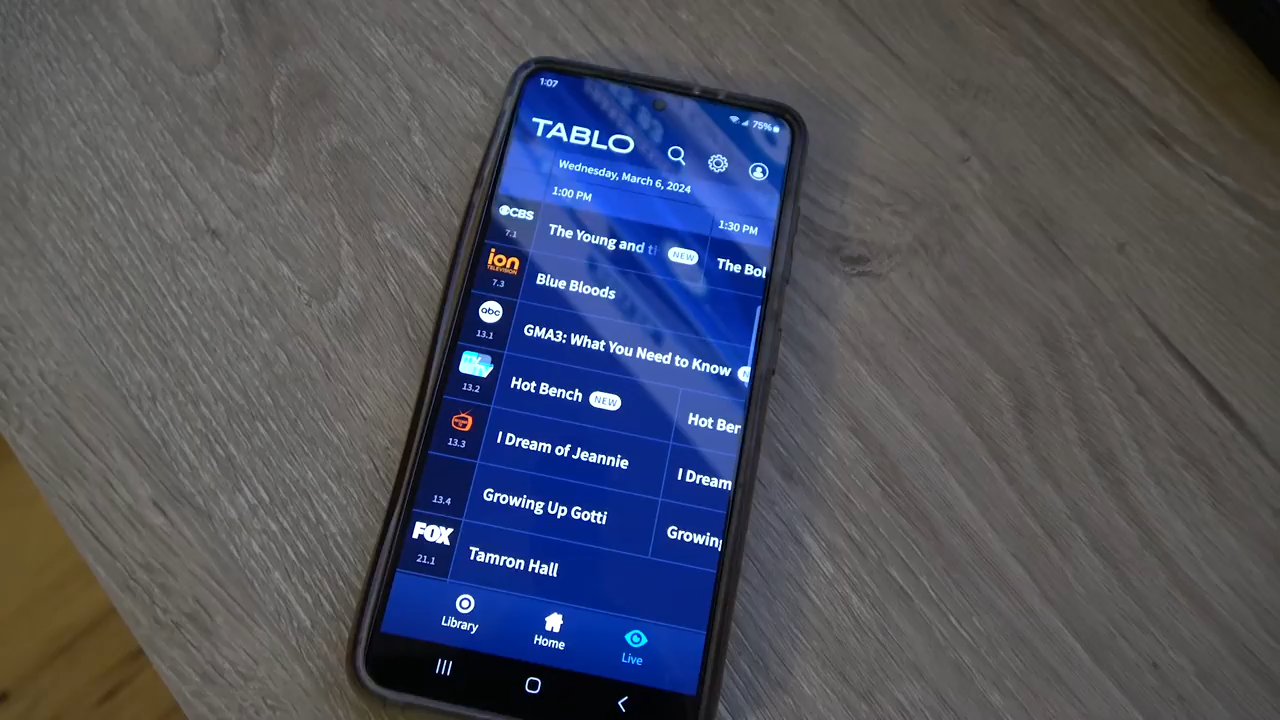 1:07
75%
TABLO
Wednesday, March 6, 2024
1:00 PM
1:30 PM
CBS
7.1
The Young and t
NEW
The Bol
ion
TELEVISION
7.3
Blue Bloods
abc
13.1
GMA3: What You Need to Know
N
13.2
Hot Bench NEW
Hot Ber
13.3
I Dream of Jeannie
I Dream
13.4
Growing Up Gotti
Growing
FOX
21.1
Tamron Hall
Library
Home
Live